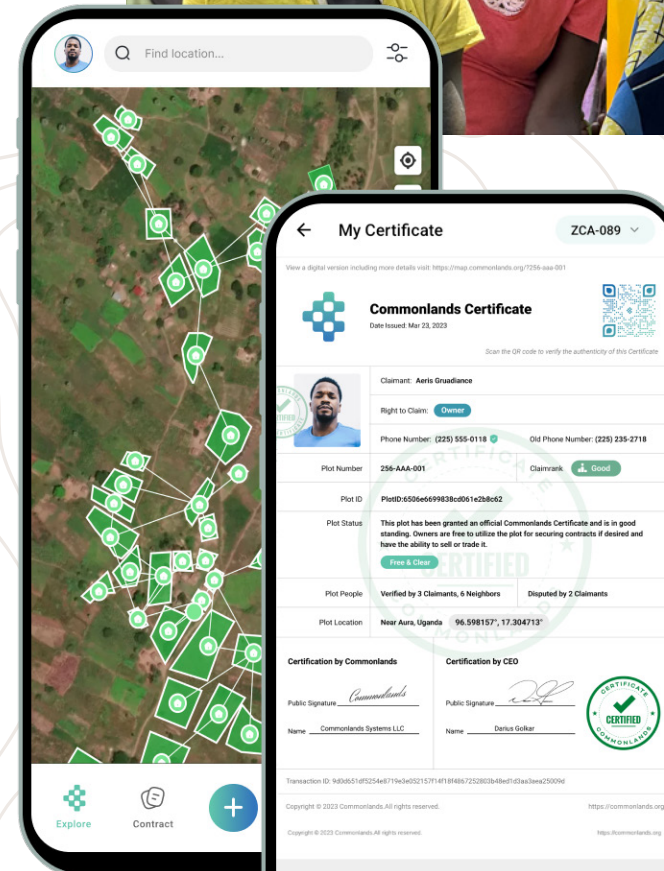 Find location...
Explore
Contract
My Certificate
ZCA-089
View a digital version including more details visit: https://map.commonlands.org/?256-aaa-001
Commonlands Certificate
Date Issued: Mar 23, 2023
Scan the QR code to verify the authenticity of this Certificate
Claimant: Aeris Gruadiance
Right to Claim: Owner
Phone Number: (225) 555-0118 Old Phone Number: (225) 235-2718
Plot Number 256-AAA-001 Claimrank Good
Plot ID PlotID:6506e6699838cd061e2b8c62
Plot Status This plot has been granted an official Commonlands Certificate and is in good
standing. Owners are free to utilize the plot for securing contracts if desired and
have the ability to sell or trade it.
Free & Clear
Plot People Verified by 3 Claimants, 6 Neighbors Disputed by 2 Claimants
Plot Location Near Aura, Uganda 96.598157°, 17.304713°
CERTIFICATE
CERTIFIED
COMMONLAND
Certification by Commonlands Certification by CEO
Public Signature Commonlands Public Signature
Name Commonlands Systems LLC Name Darius Golkar
CERTIFICATE
CERTIFIED
COMMONLANDS
Copyright © 2023 Commonlands.All rights reserved. https://commonlands.org
Copyright © 2023 Commonlands.All rights reserved. https://commonlands.org